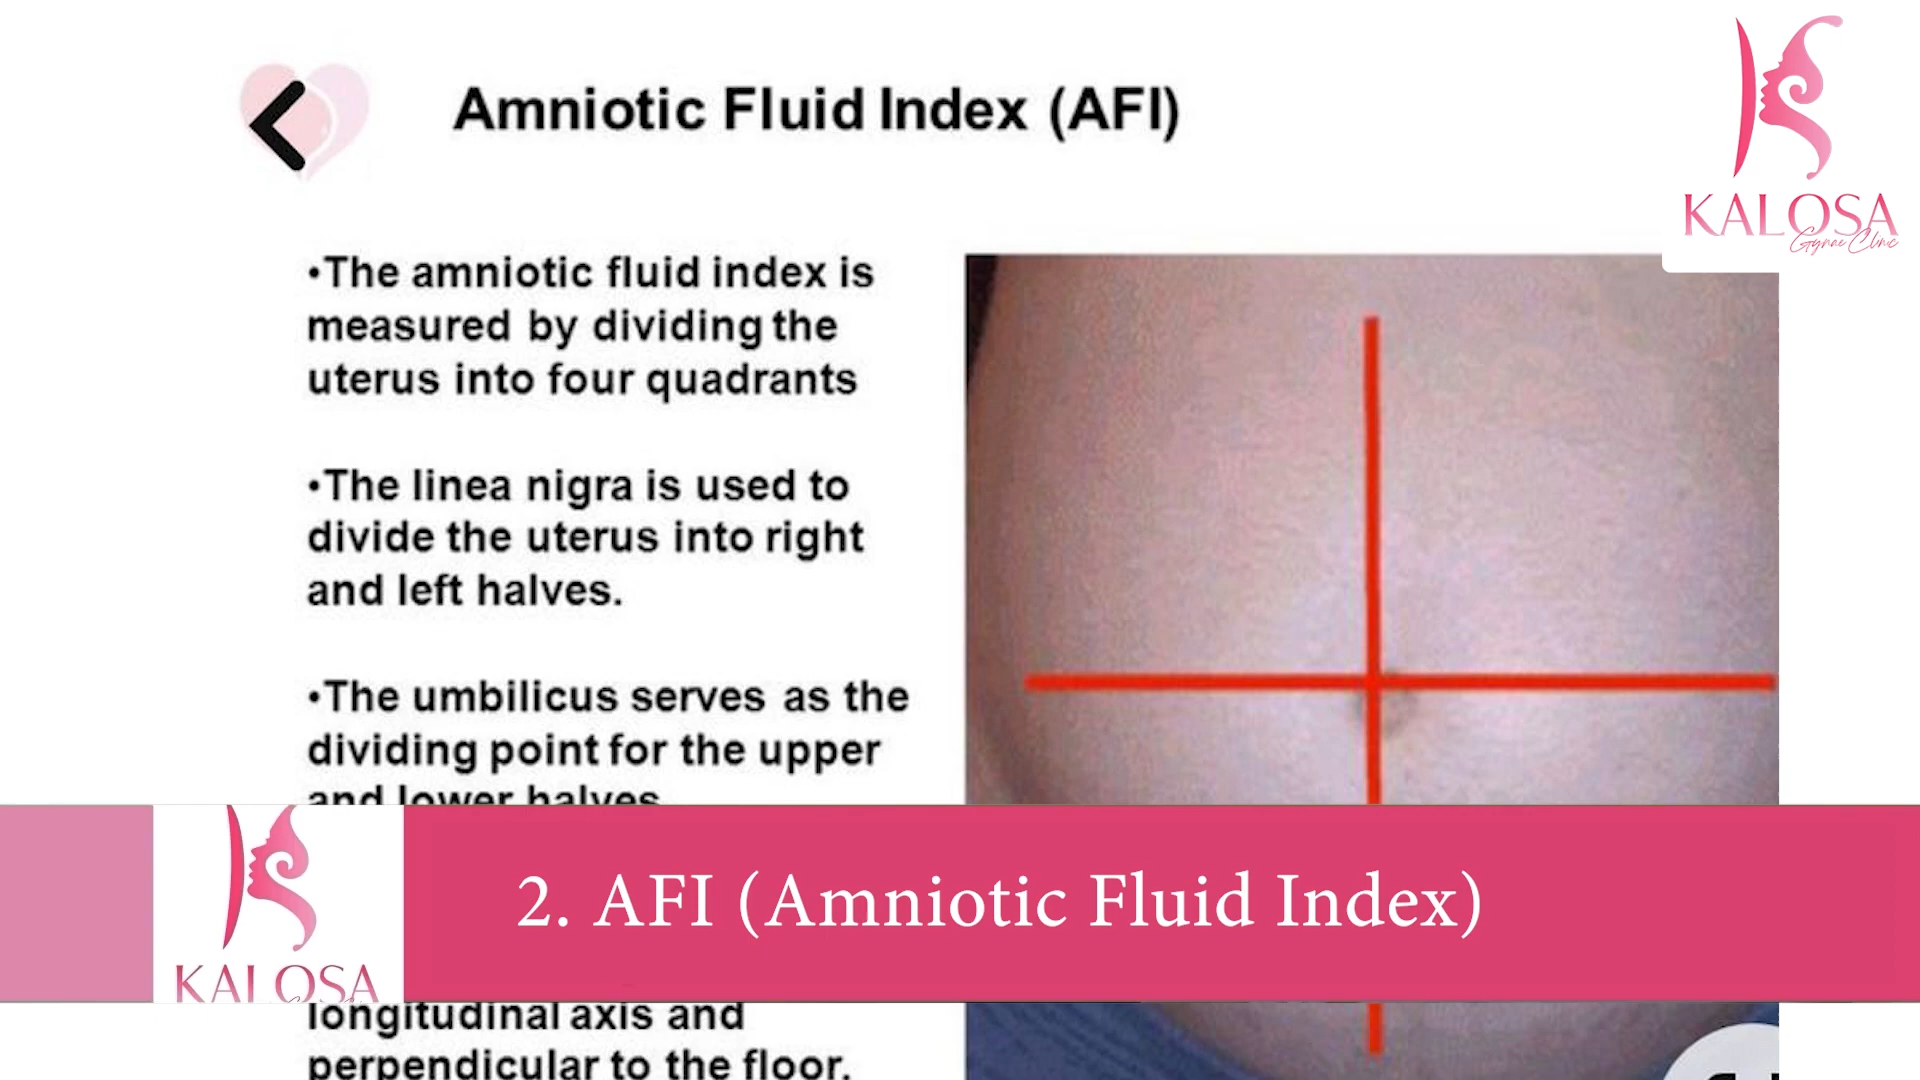 Amniotic Fluid Index (AFI)
KALOSA
Gynae Clinic
•The amniotic fluid index is
measured by dividing the
uterus into four quadrants
•The linea nigra is used to
divide the uterus into right
and left halves.
•The umbilicus serves as the
dividing point for the upper
and lower halves
2. AFI (Amniotic Fluid Index)
KALOSA
longitudinal axis and
perpendicular to the floor.